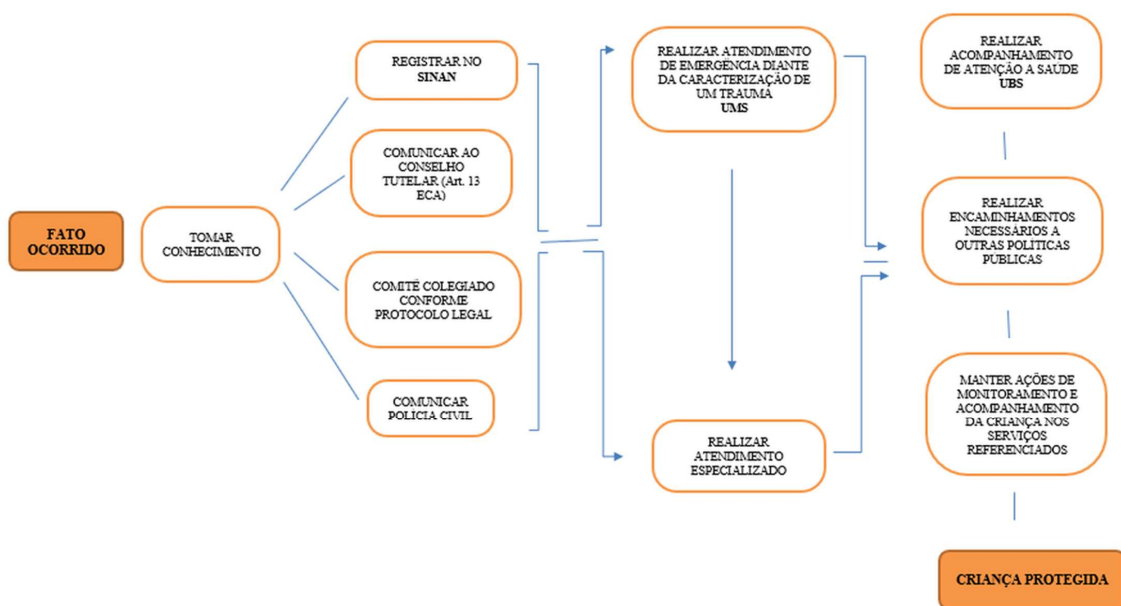 FATO
OCORRIDO
TOMAR
CONHECIMENTO
REGISTRAR NO
SINAN
COMUNICAR AO
CONSELHO
TUTELAR (Art. 13
ECA)
COMITÊ COLEGIADO
CONFORME
PROTOCOLO LEGAL
COMUNICAR
POLÍCIA CIVIL
REALIZAR ATENDIMENTO
DE EMERGÊNCIA DIANTE
DA CARACTERIZAÇÃO DE
UM TRAUMA
UMS
REALIZAR
ATENDIMENTO
ESPECIALIZADO
REALIZAR
ACOMPANHAMENTO
DE ATENÇÃO A SAÚDE
UBS
REALIZAR
ENCAMINHAMENTOS
NECESSÁRIOS A
OUTRAS POLÍTICAS
PUBLICAS
MANTER AÇÕES DE
MONITORAMENTO E
ACOMPANHAMENTO
DA CRIANÇA NOS
SERVIÇOS
REFERENCIADOS
CRIANÇA PROTEGIDA